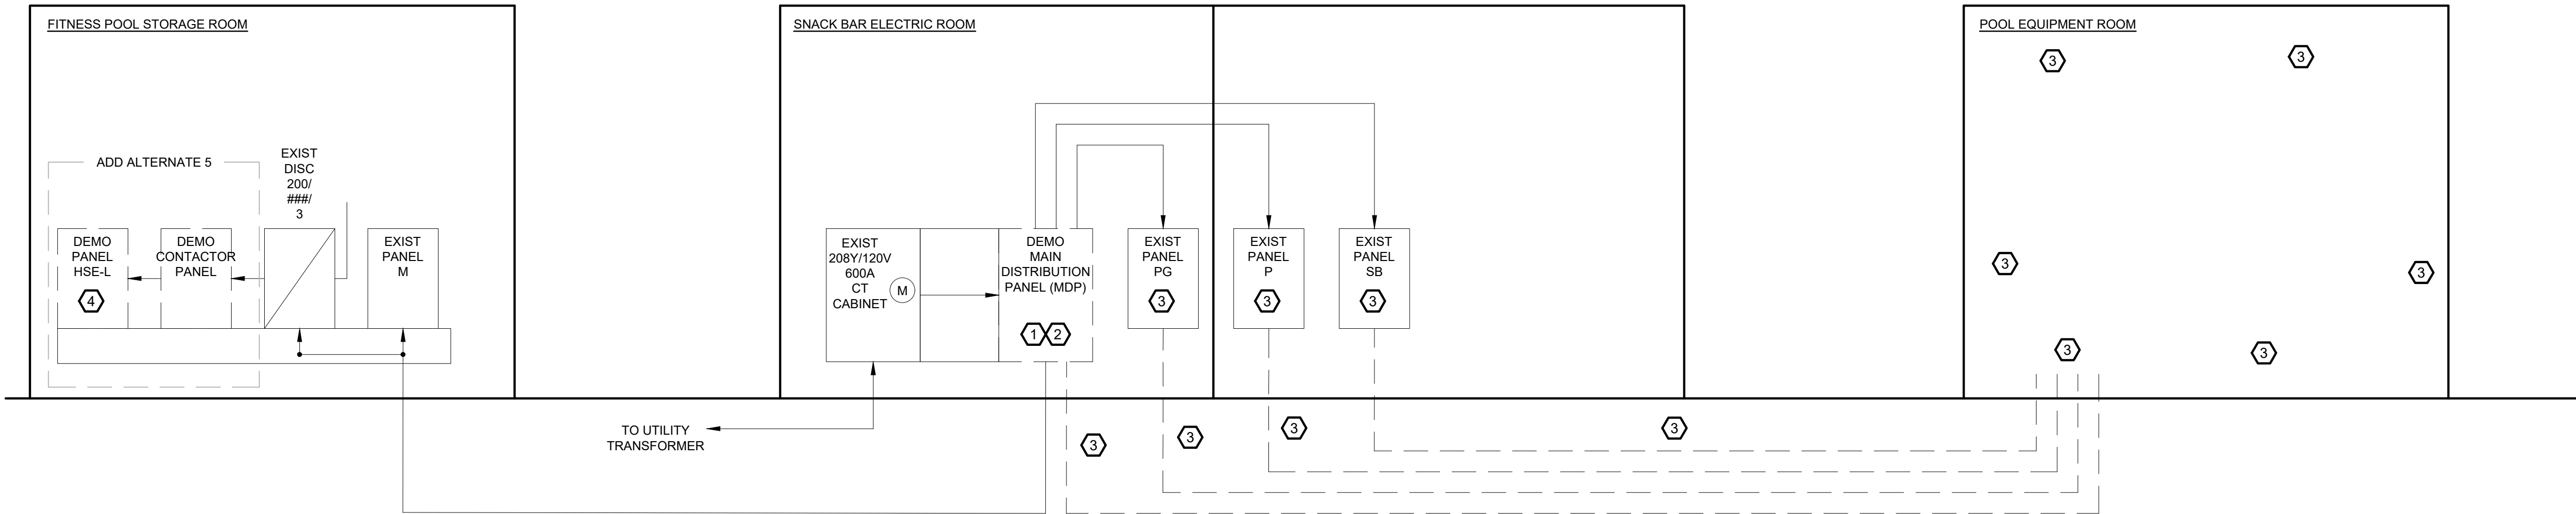 FITNESS POOL STORAGE ROOM
ADD ALTERNATE 5
EXIST
DISC
200/
###/
3
DEMO
PANEL
HSE-L
4
DEMO
CONTACTOR
PANEL
EXIST
PANEL
M
SNACK BAR ELECTRIC ROOM
EXIST
208Y/120V
600A
CT
CABINET
M
DEMO
MAIN
DISTRIBUTION
PANEL (MDP)
1 2
EXIST
PANEL
PG
3
EXIST
PANEL
P
3
EXIST
PANEL
SB
3
TO UTILITY
TRANSFORMER
3
3
3
3
POOL EQUIPMENT ROOM
3
3
3
3
3
3